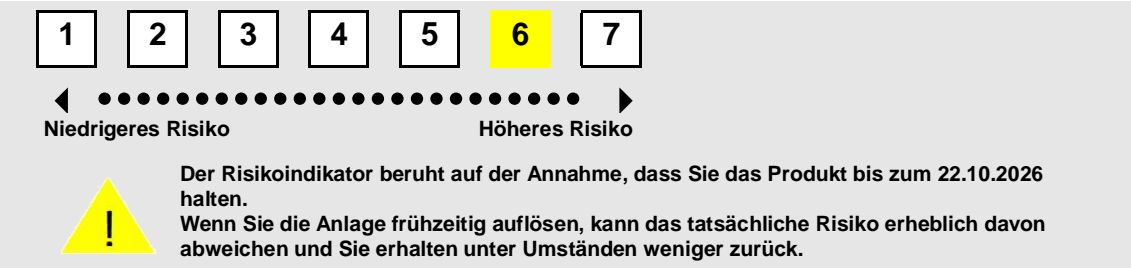 1 2 3 4 5 6 7
Niedrigeres Risiko Höheres Risiko
Der Risikoindikator beruht auf der Annahme, dass Sie das Produkt bis zum 22.10.2026
halten.
Wenn Sie die Anlage frühzeitig auflösen, kann das tatsächliche Risiko erheblich davon
abweichen und Sie erhalten unter Umständen weniger zurück.
!